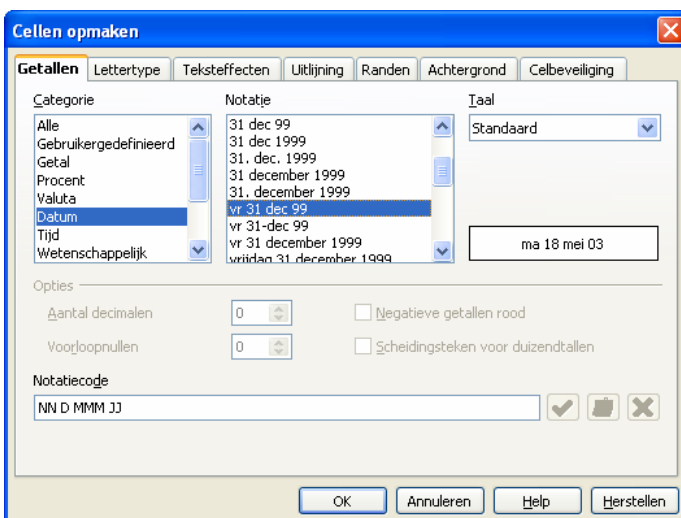 Cellen opmaken
Getallen Lettertype Teksteffecten Uitlijning Randen Achtergrond Celbeveiliging
Categorie
Alle
Gebruikergedefinieerd
Getal
Procent
Valuta
Datum
Tijd
Wetenschappelijk
Notatie
31 dec 99
31 dec 1999
31. dec. 1999
31 december 1999
31. december 1999
vr 31 dec 99
vr 31-dec 99
vr 31 december 1999
vrijdag 31 december 1999
Taal
Standaard
ma 18 mei 03
Opties
Aantal decimalen 0
Negatieve getallen rood
Voorloopnullen 0
Scheidingsteken voor duizendtallen
Notatiecode
NN D MMM JJ
OK Annuleren Help Herstellen